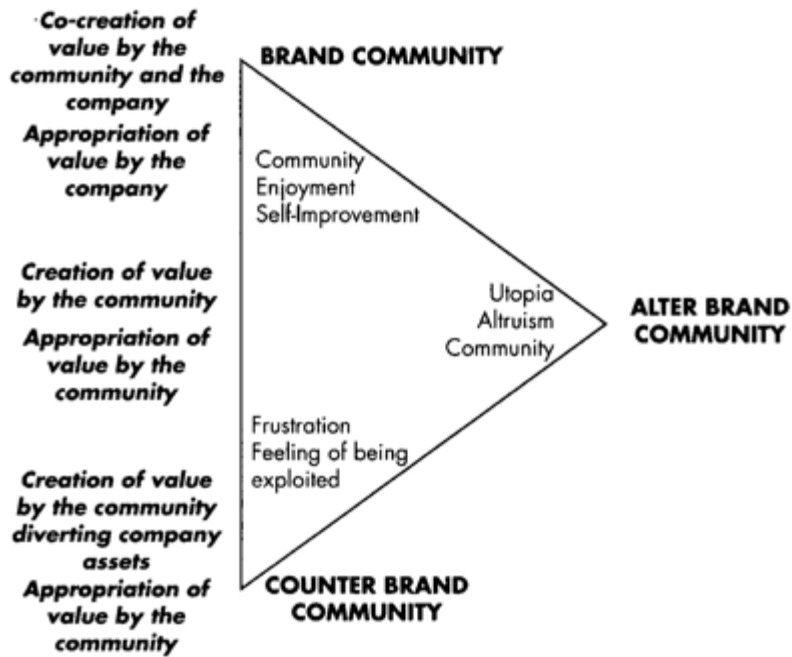 Co-creation of
value by the
community and the
company
Appropriation of
value by the
company
Creation of value
by the community
Appropriation of
value by the
community
Creation of value
by the community
diverting company
assets
Appropriation of
value by the
community
BRAND COMMUNITY
Community
Enjoyment
Self-Improvement
Utopia
Altruism
Community
ALTER BRAND
COMMUNITY
Frustration
Feeling of being
exploited
COUNTER BRAND
COMMUNITY